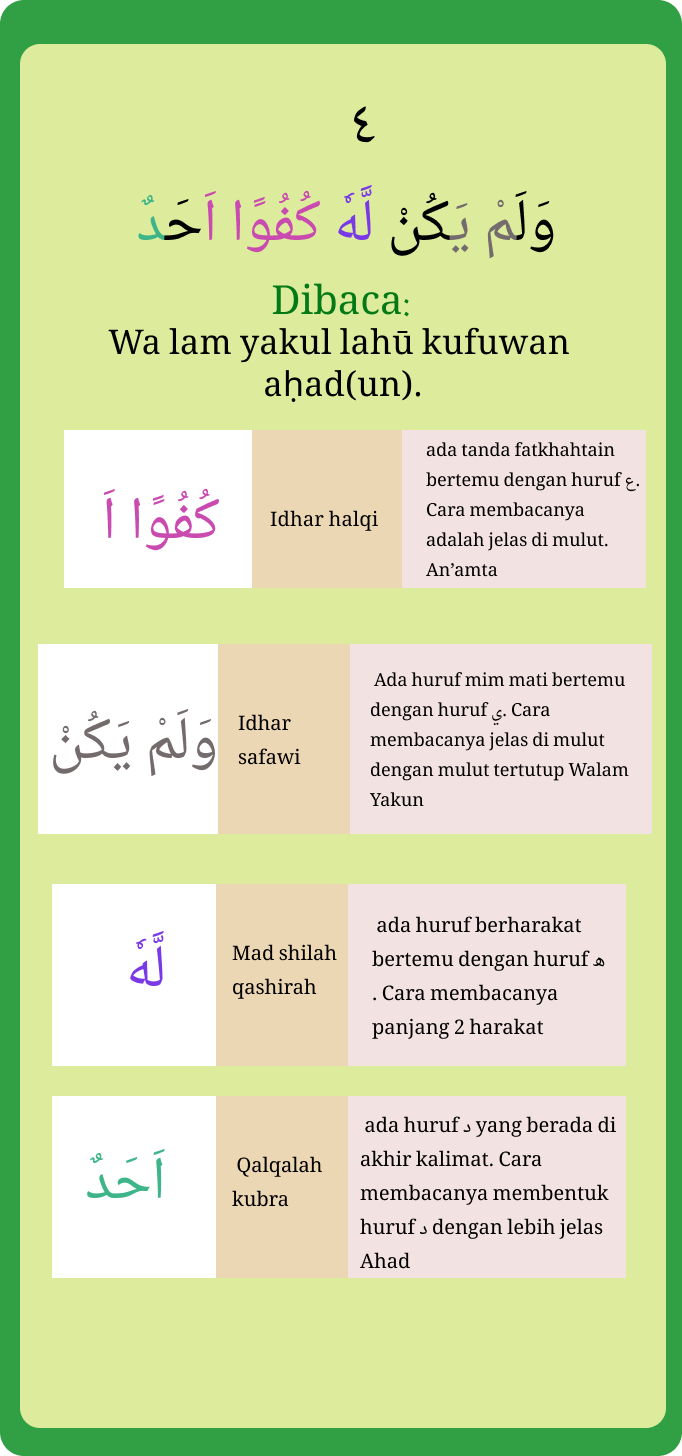 ٤
وَلَمْ يَكُنْ لَّهٗ كُفُوًا اَحَدٌ
Dibaca:
Wa lam yakul lahū kufuwan
aḥad(un).
كُفُوًا اَ
Idhar halqi
ada tanda fatkhahtain
bertemu dengan huruf ع.
Cara membacanya
adalah jelas di mulut.
An’amta
وَلَمْ يَكُنْ
Idhar
safawi
Ada huruf mim mati bertemu
dengan huruf ي. Cara
membacanya jelas di mulut
dengan mulut tertutup Walam
Yakun
لَّهٗ
Mad shilah
qashirah
ada huruf berharakat
bertemu dengan huruf ه
. Cara membacanya
panjang 2 harakat
اَحَدٌ
Qalqalah
kubra
ada huruf د yang berada di
akhir kalimat. Cara
membacanya membentuk
huruf د dengan lebih jelas
Ahad